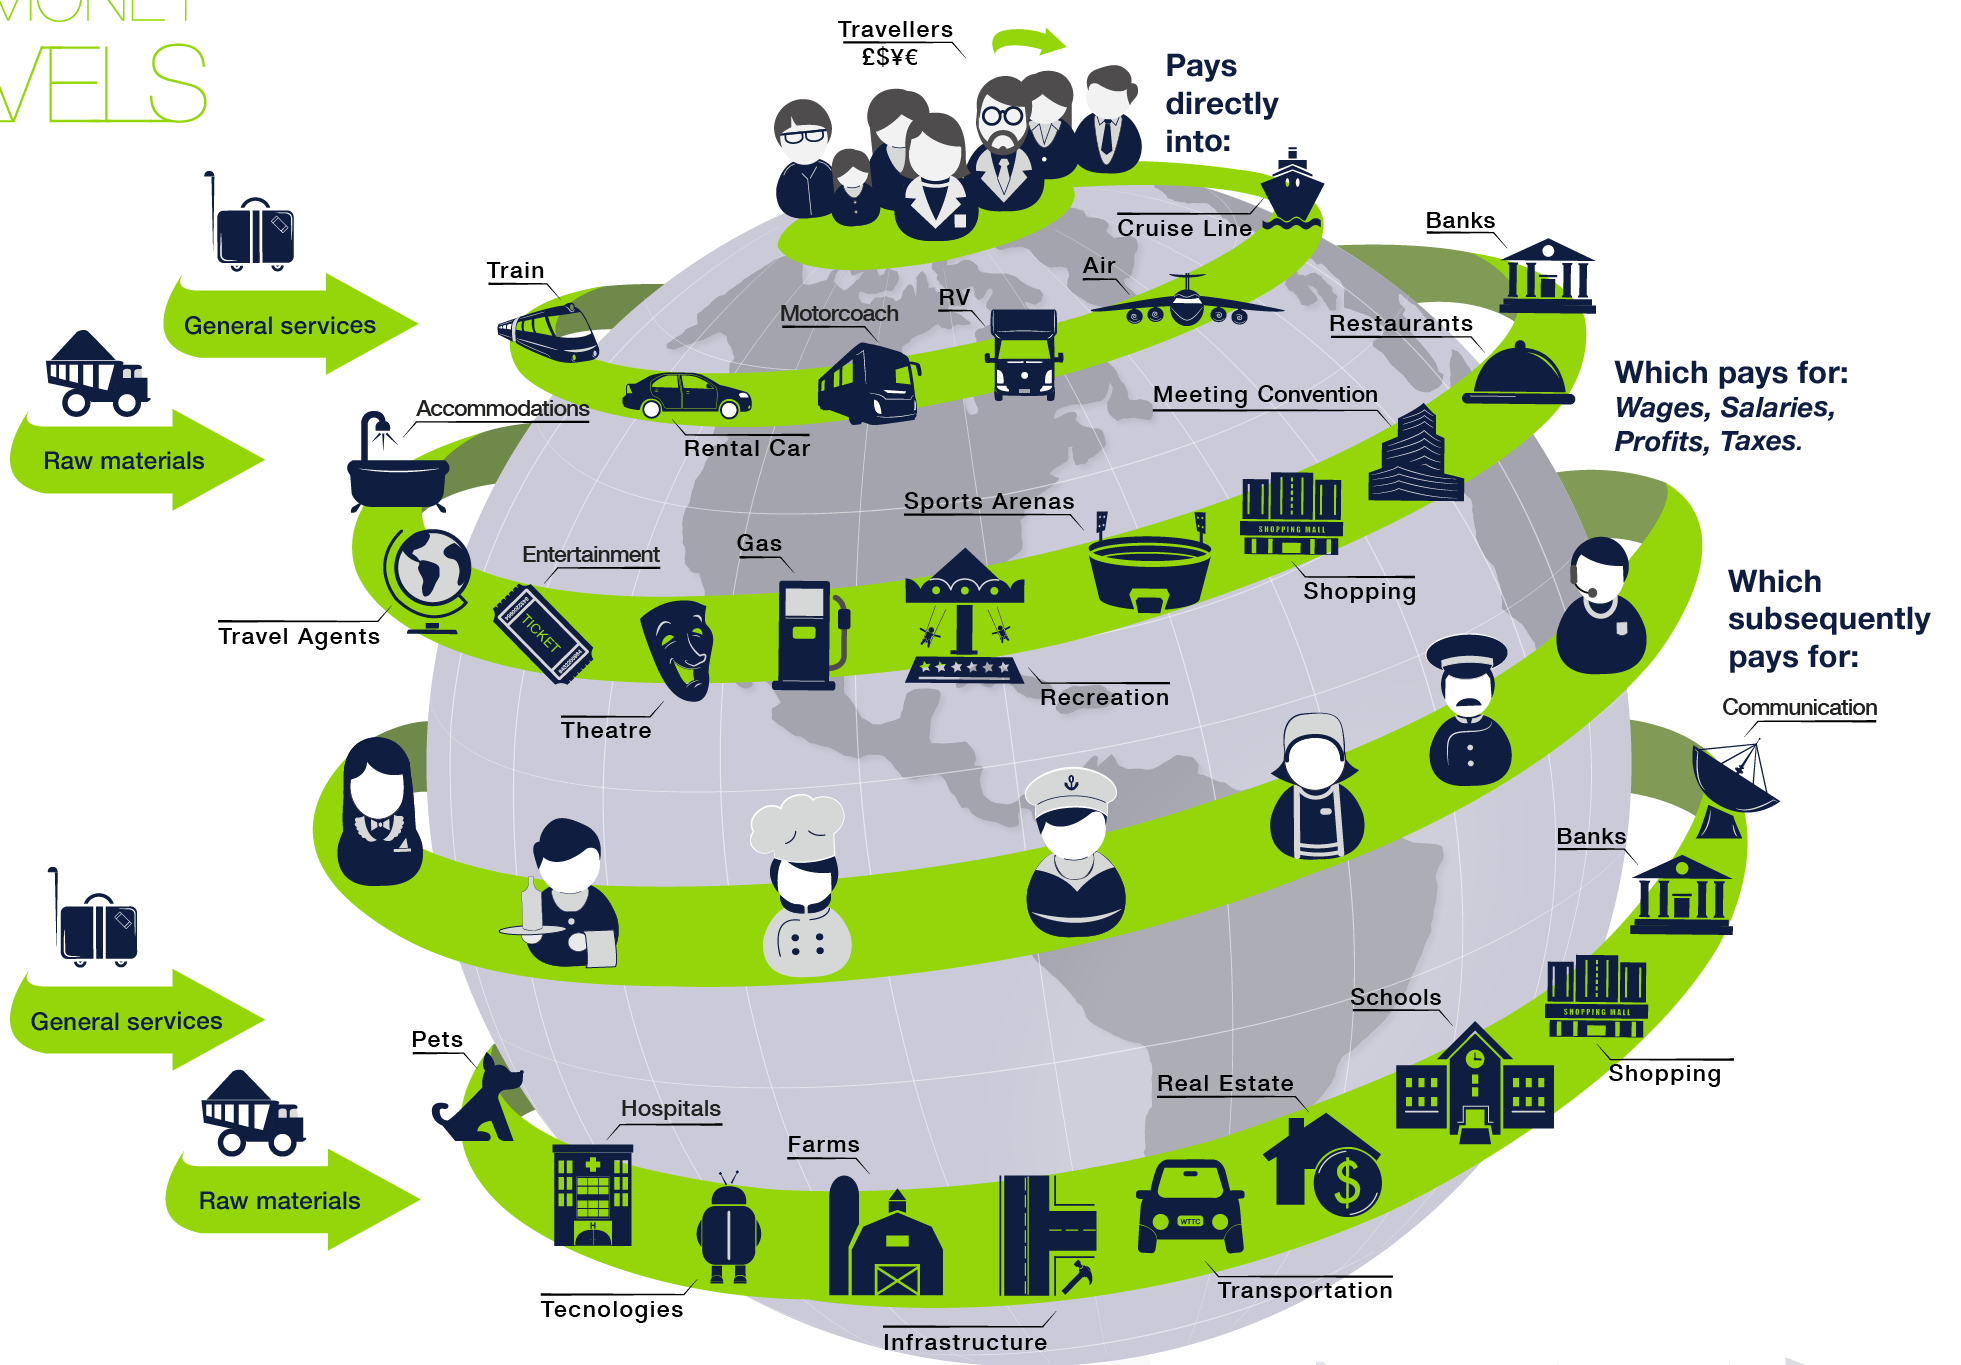 VELS
Travellers
£$¥€
Pays
directly
into:
Cruise Line
Air
RV
Motorcoach
Train
Rental Car
Banks
Restaurants
Meeting Convention
Which pays for:
Wages, Salaries,
Profits, Taxes.
General services
Raw materials
Accommodations
Travel Agents
Entertainment
TICKET
Theatre
Gas
Recreation
Sports Arenas
SHOPPING MALL
Shopping
Which
subsequently
pays for:
Communication
Banks
SHOPPING MALL
Shopping
Schools
Real Estate
WTTC
Transportation
Infrastructure
Farms
Tecnologies
Hospitals
H
Pets
General services
Raw materials
$